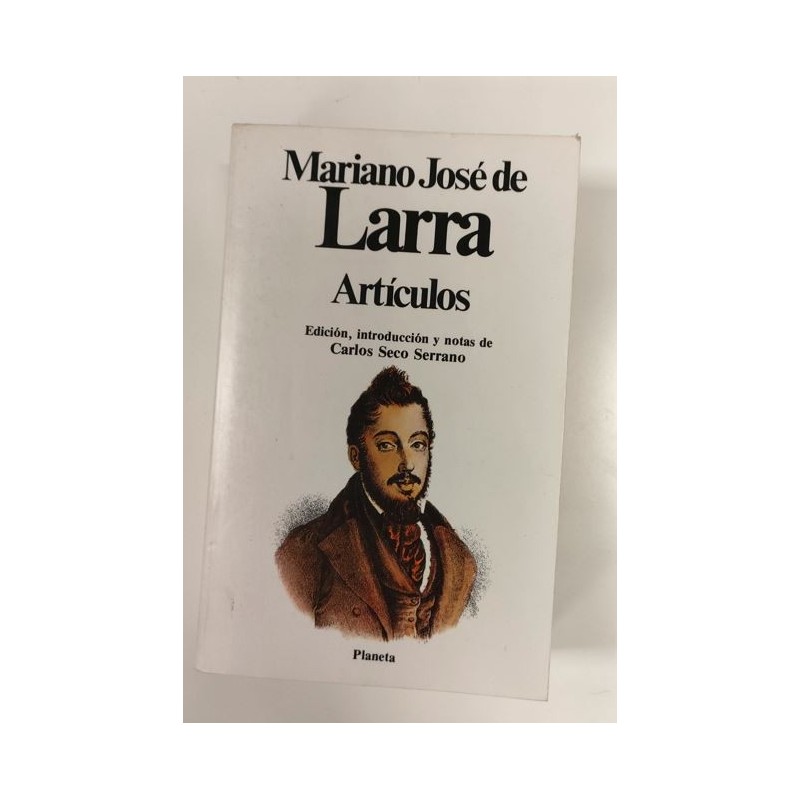 Mariano José de
Larra
Artículos
Edición, introducción y notas de
Carlos Seco Serrano
Planeta